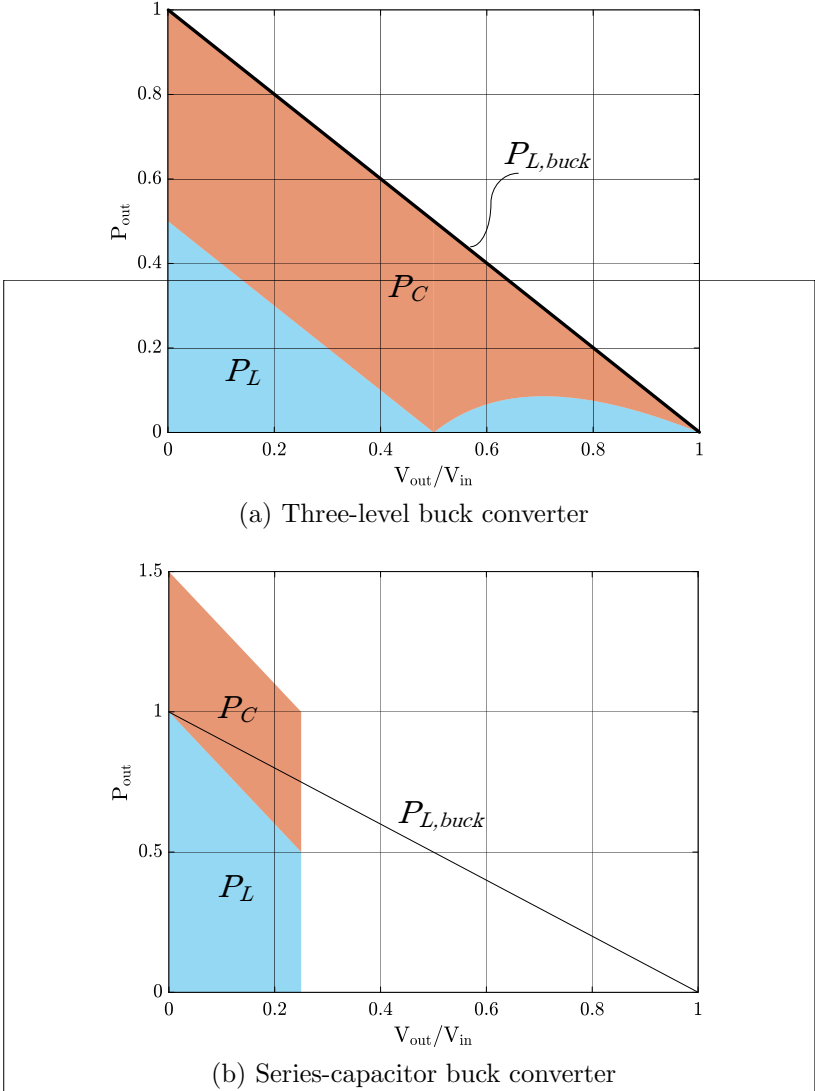 1
0.8
P_{L,buck}
0.6
P_out
0.4
P_C
P_L
0.2
0
0 0.2 0.4 0.6 0.8 1
V_out/V_in
(a) Three-level buck converter
1.5
P_C
1
P_out
P_{L,buck}
0.5
P_L
0
0 0.2 0.4 0.6 0.8 1
V_out/V_in
(b) Series-capacitor buck converter